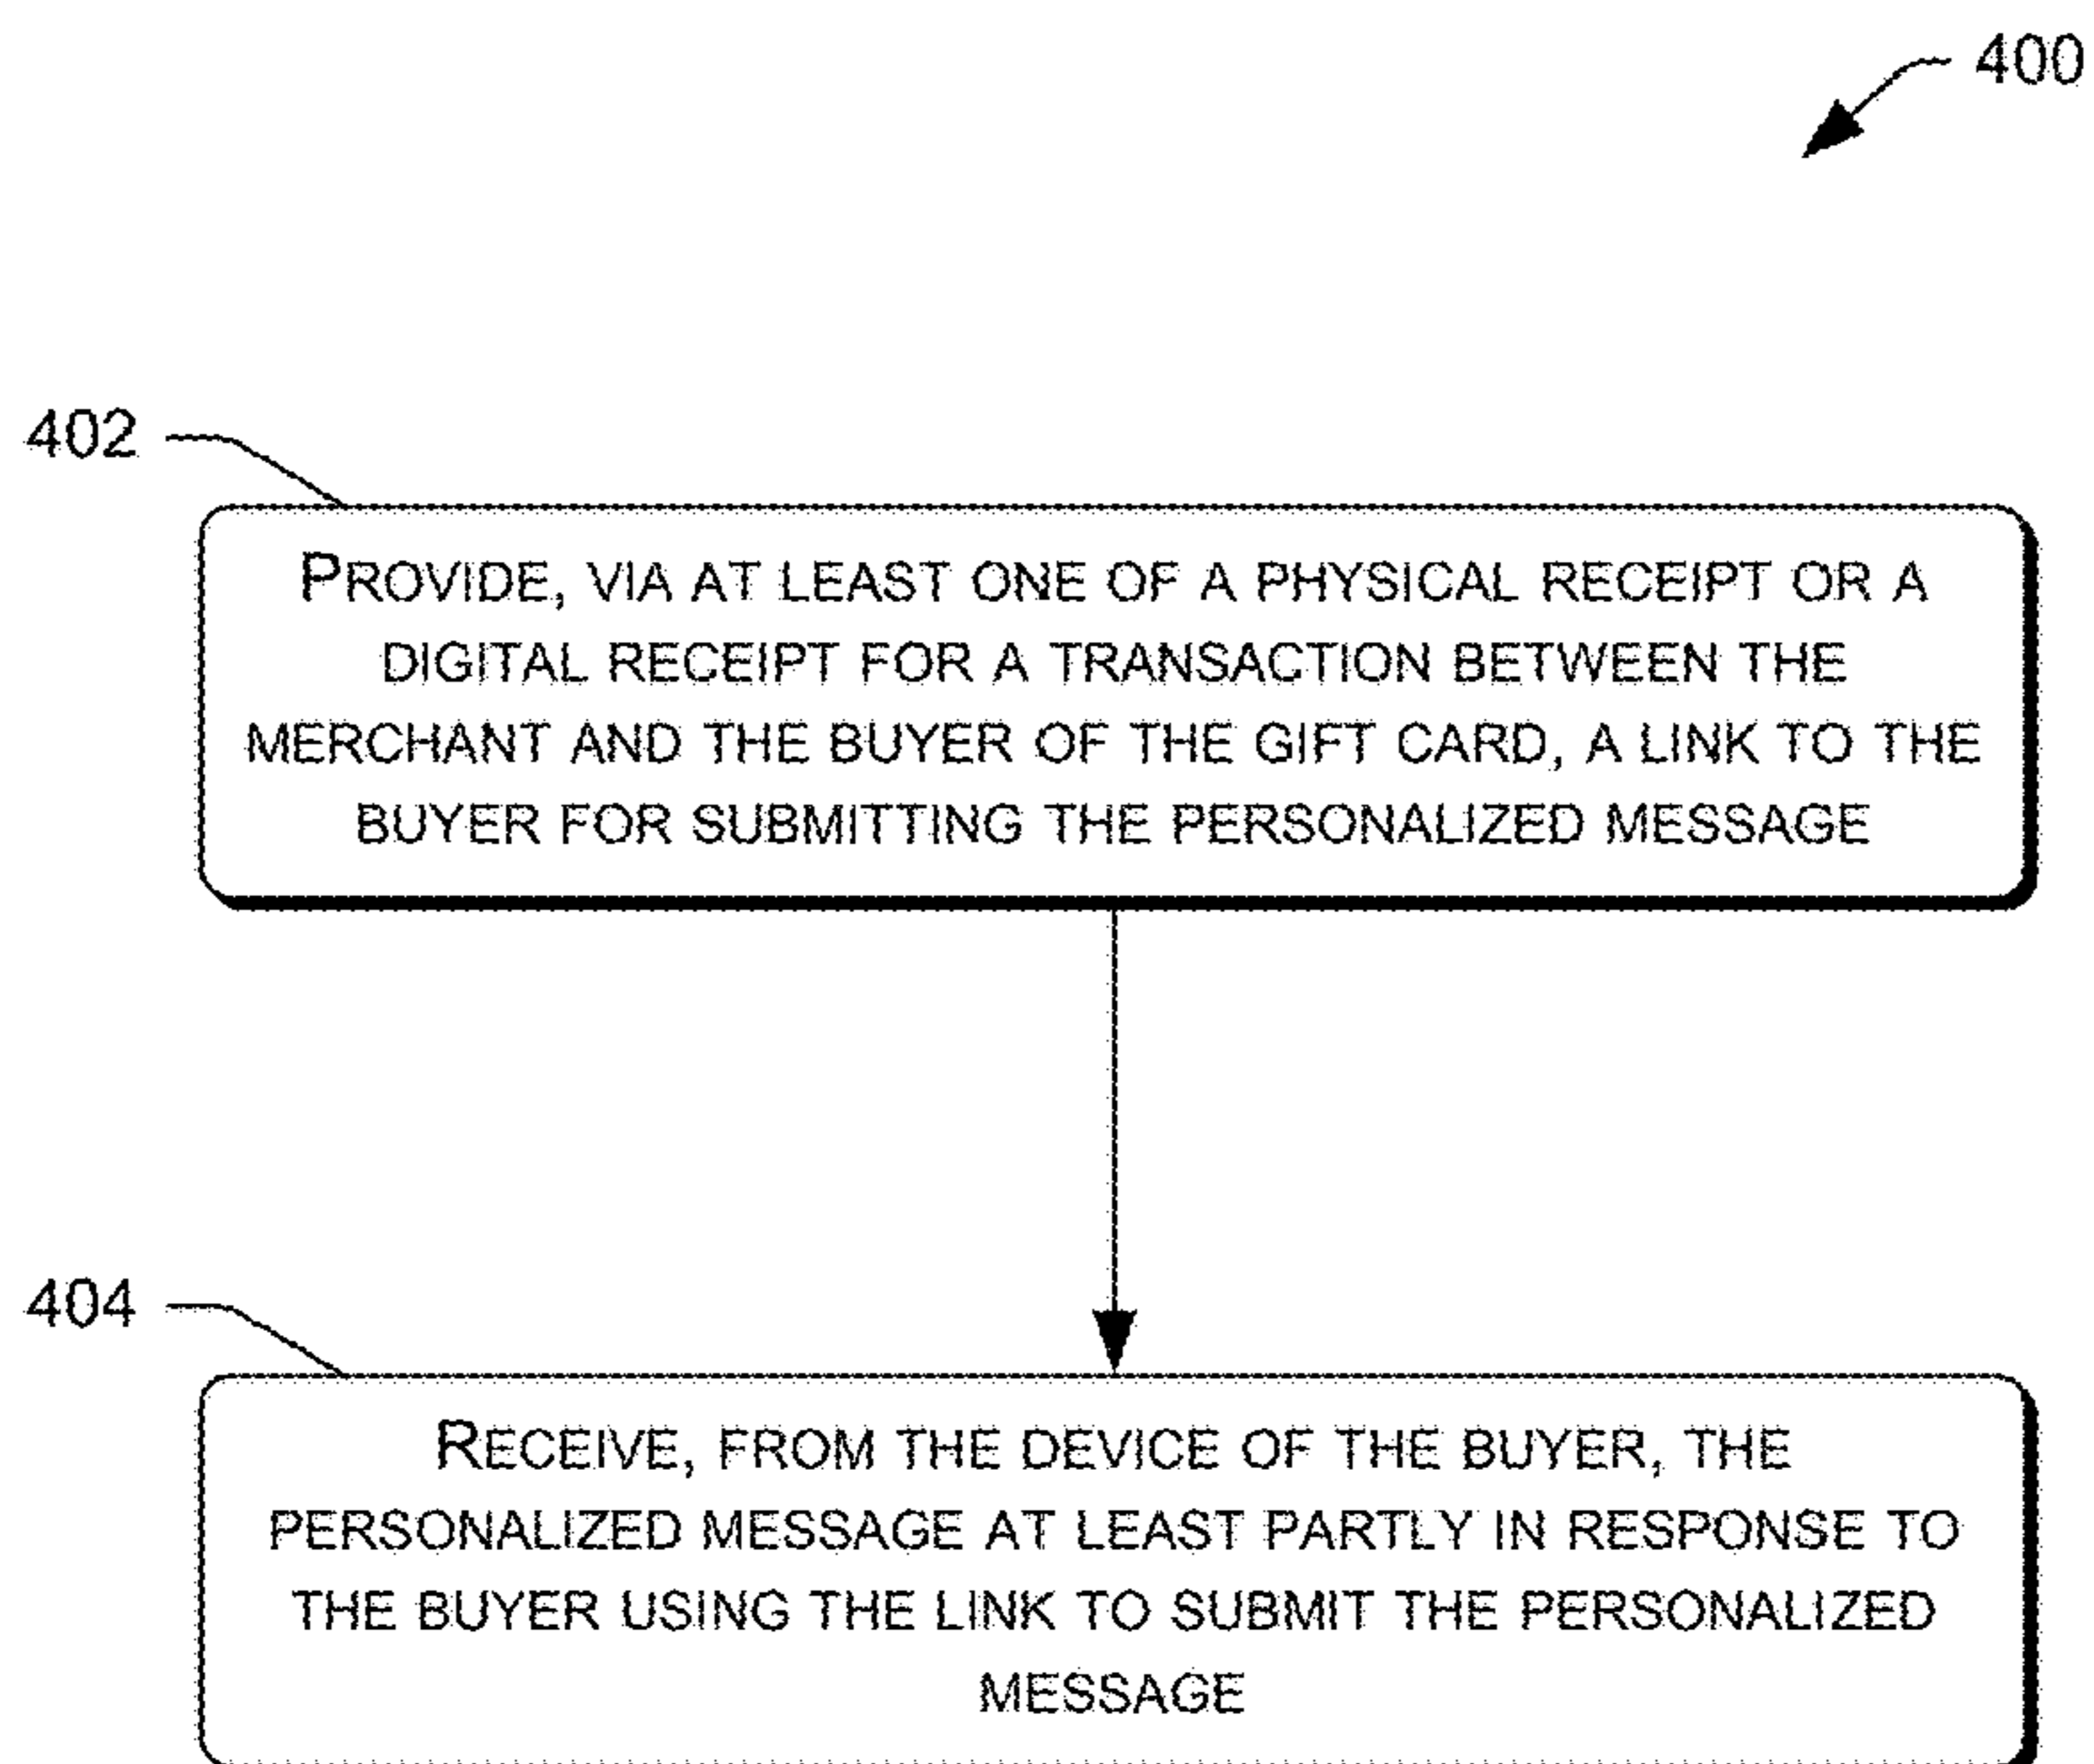 400
402
PROVIDE, VIA AT LEAST ONE OF A PHYSICAL RECEIPT OR A
DIGITAL RECEIPT FOR A TRANSACTION BETWEEN THE
MERCHANT AND THE BUYER OF THE GIFT CARD, A LINK TO THE
BUYER FOR SUBMITTING THE PERSONALIZED MESSAGE
404
RECEIVE, FROM THE DEVICE OF THE BUYER, THE
PERSONALIZED MESSAGE AT LEAST PARTLY IN RESPONSE TO
THE BUYER USING THE LINK TO SUBMIT THE PERSONALIZED
MESSAGE